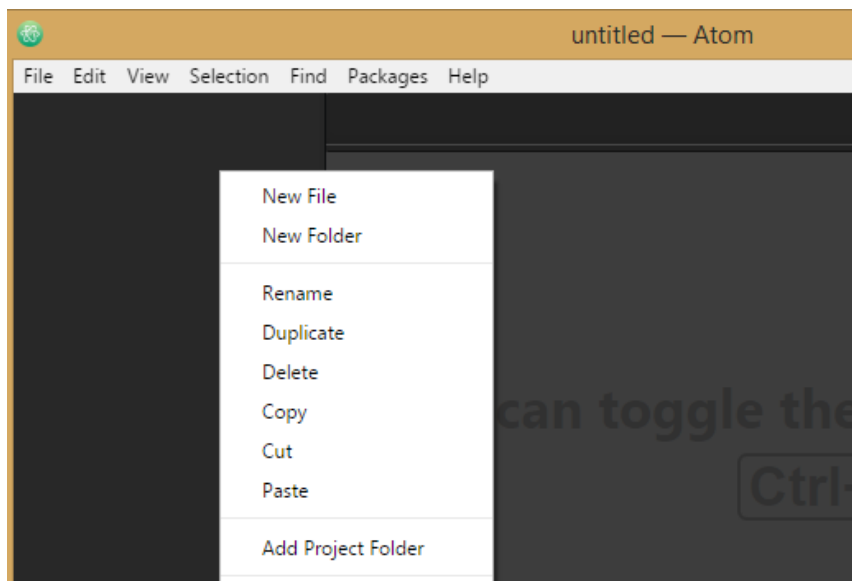 untitled — Atom
File Edit View Selection Find Packages Help
New File
New Folder
Rename
Duplicate
Delete
Copy
Cut
Paste
Add Project Folder
can toggle the
Ctrl-